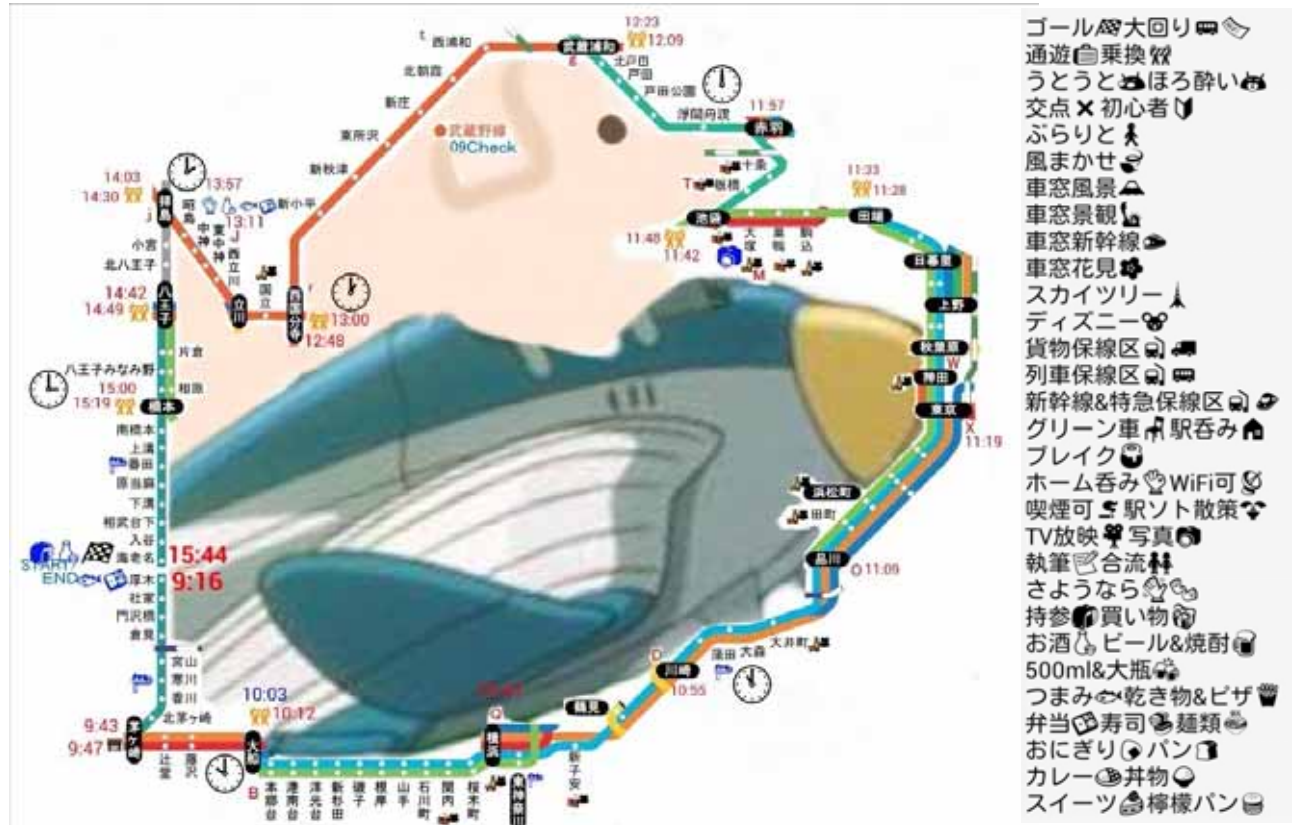 12:23
12:09
t
西浦和
武蔵浦和
g
北戸田
戸田
北朝霞
戸田公園
新庄
浮間舟渡
11:57
赤羽
東所沢
武蔵野線
09Check
十条
T
板橋
新秋津
11:33
11:28
14:03
14:30
13:57
13:11
新小平
池袋
田端
j
昭島
中神
東中神
J
西立川
小宮
北八王子
国立
11:48
11:42
大塚
巣鴨
駒込
M
日暮里
上野
14:42
14:49
八王子
立川
西国分寺
r
13:00
12:48
片倉
八王子みなみ野
相原
15:00
15:19
橋本
秋葉原
W
神田
東京
X
11:19
南橋本
上溝
番田
原当麻
下溝
相武台下
入谷
海老名
15:44
START/
END
9:16
厚木
社家
門沢橋
倉見
浜松町
田町
品川
O
11:09
宮山
寒川
香川
北茅ヶ崎
大井町
大森
蒲田
D
川崎
10:55
鶴見
9:43
9:47
茅ヶ崎
辻堂
藤沢
10:03
10:12
大船
B
本郷台
港南台
洋光台
新杉田
磯子
根岸
山手
石川町
関内
桜木町
Q
横浜
東神奈川
新子安
ゴール 大回り
通遊 乗換
うとうと ほろ酔い
交点 初心者
ぶらりと
風まかせ
車窓風景
車窓景観
車窓新幹線
車窓花見
スカイツリー
ディズニー
貨物保線区
列車保線区
新幹線&特急保線区
グリーン車 駅呑み
ブレイク
ホーム呑み WiFi可
喫煙可 駅ソト散策
TV放映 写真
執筆 合流
さようなら
持参 買い物
お酒 ビール&焼酎
500ml&大瓶
つまみ 乾き物&ピザ
弁当 寿司 麺類
おにぎり パン
カレー 丼物
スイーツ 檸檬パン